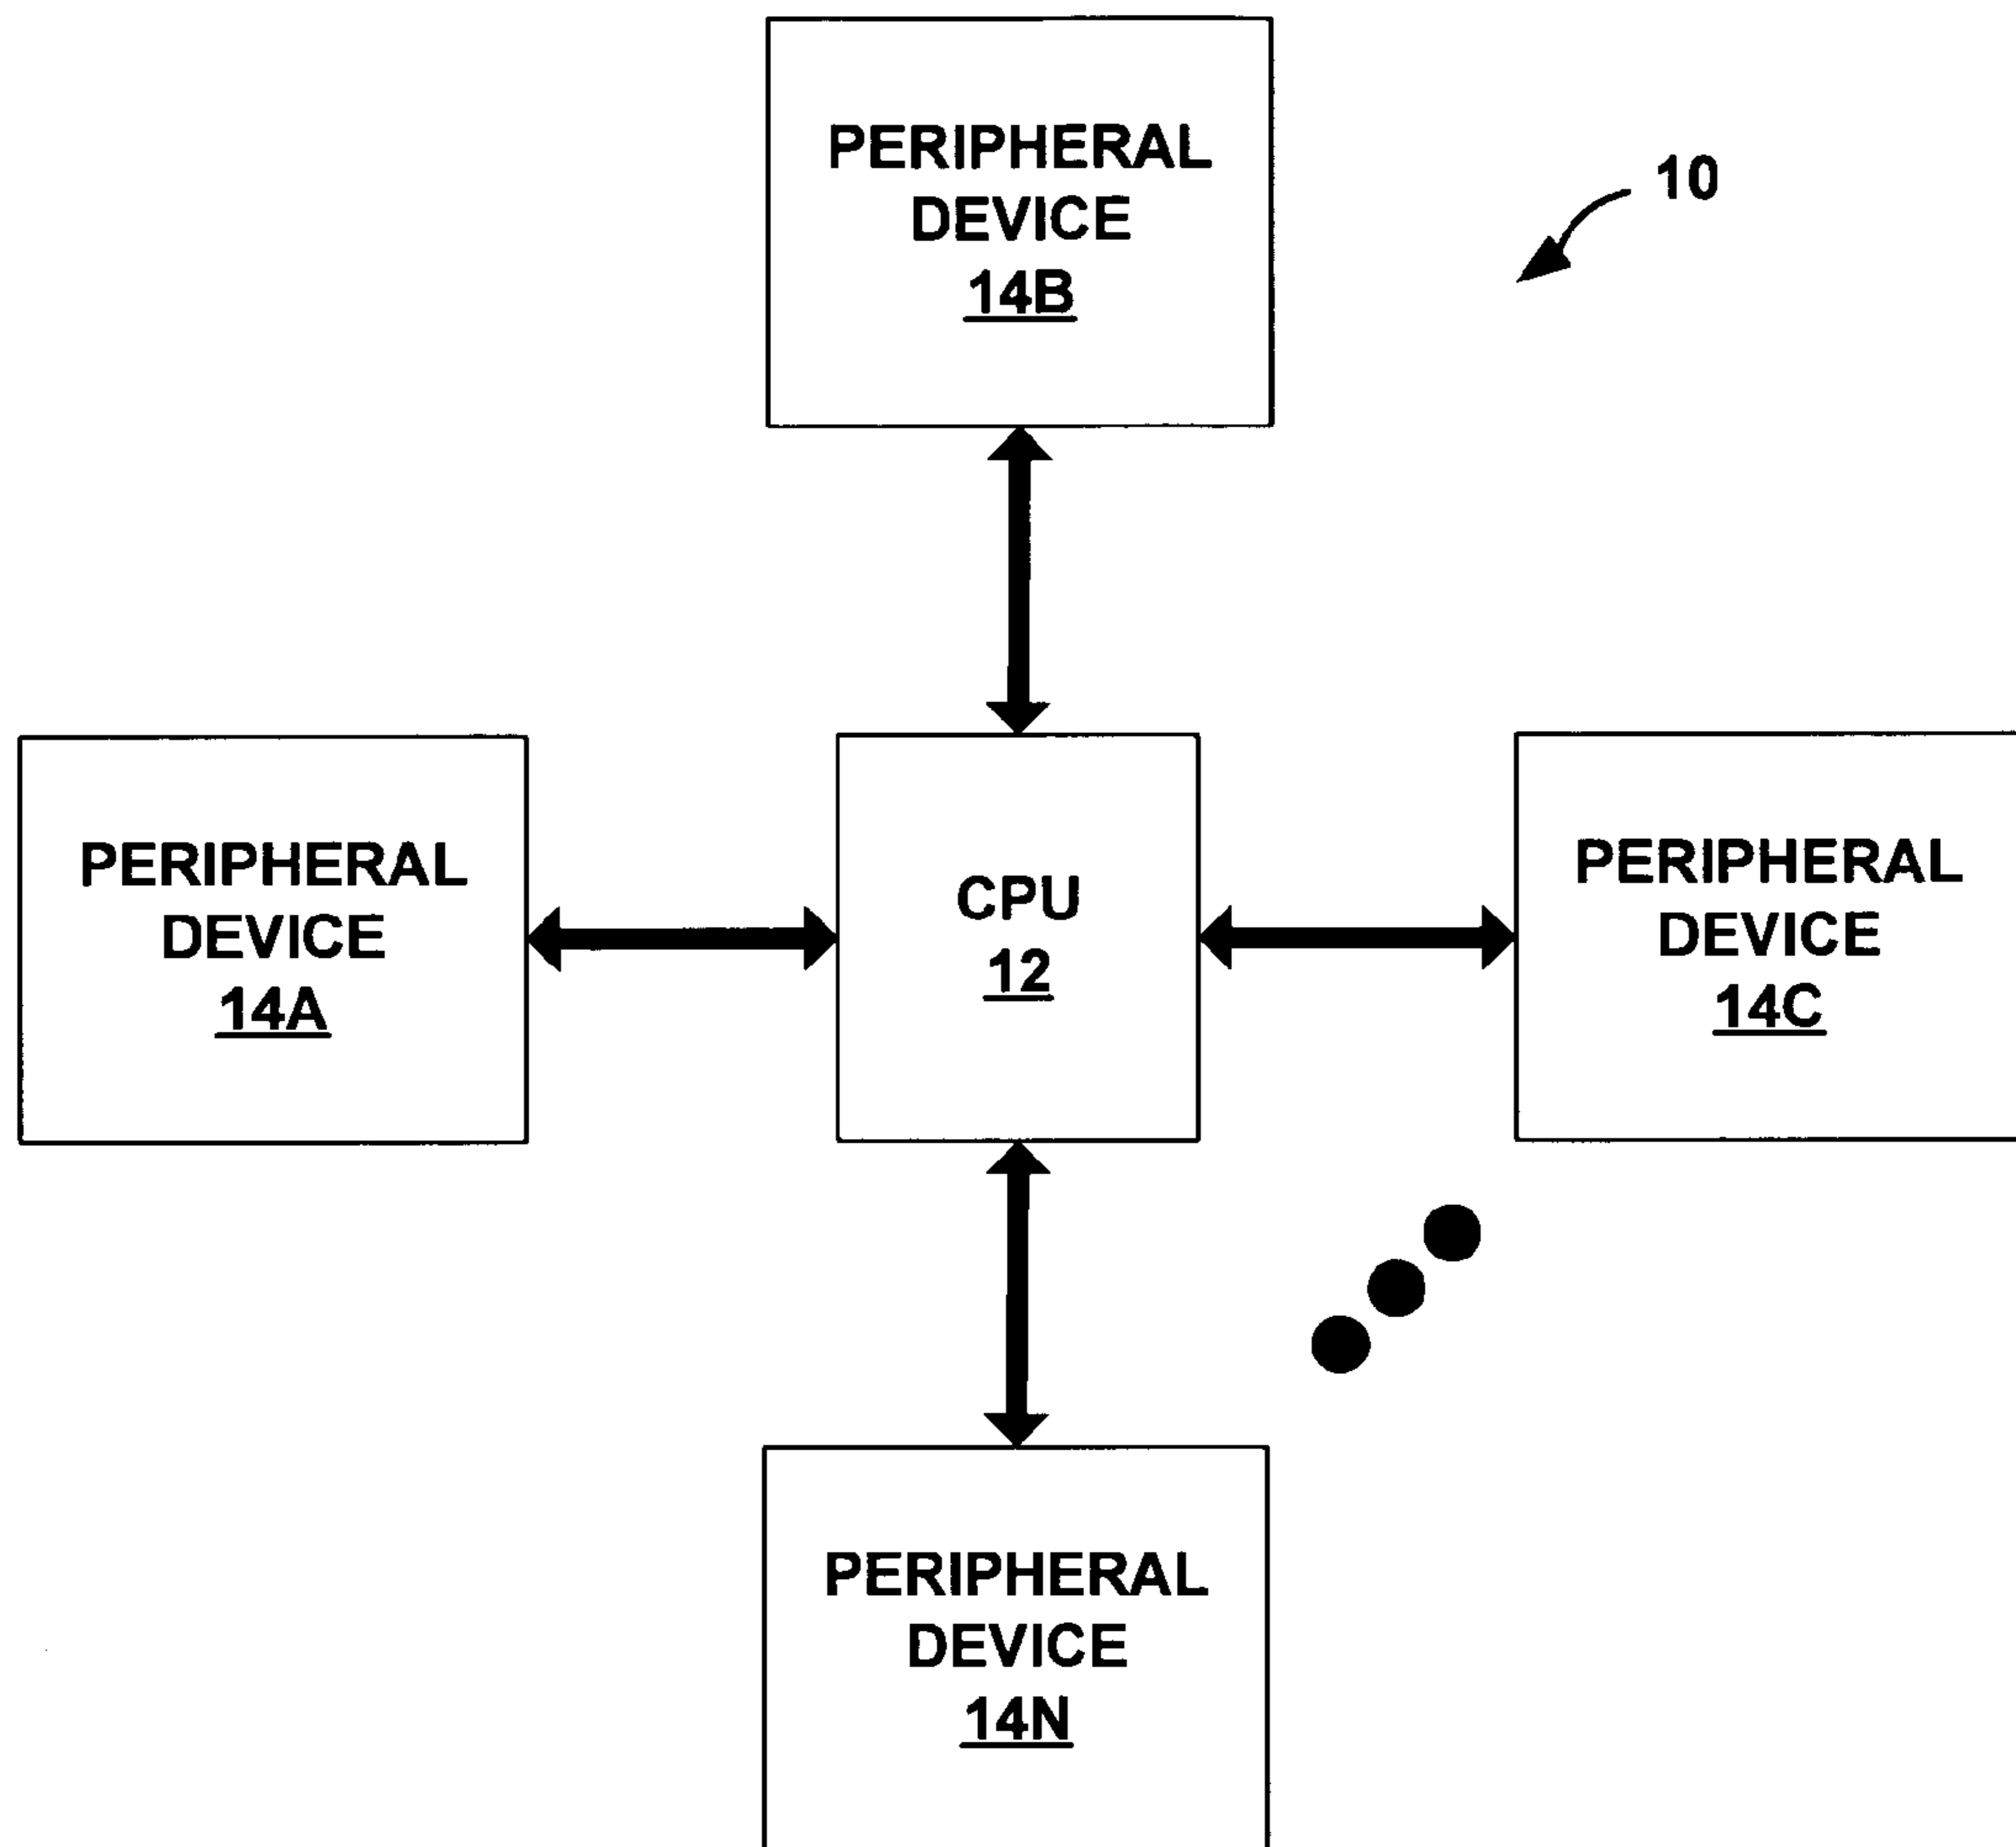 PERIPHERAL
DEVICE
14B
10
PERIPHERAL
DEVICE
14A
CPU
12
PERIPHERAL
DEVICE
14C
PERIPHERAL
DEVICE
14N